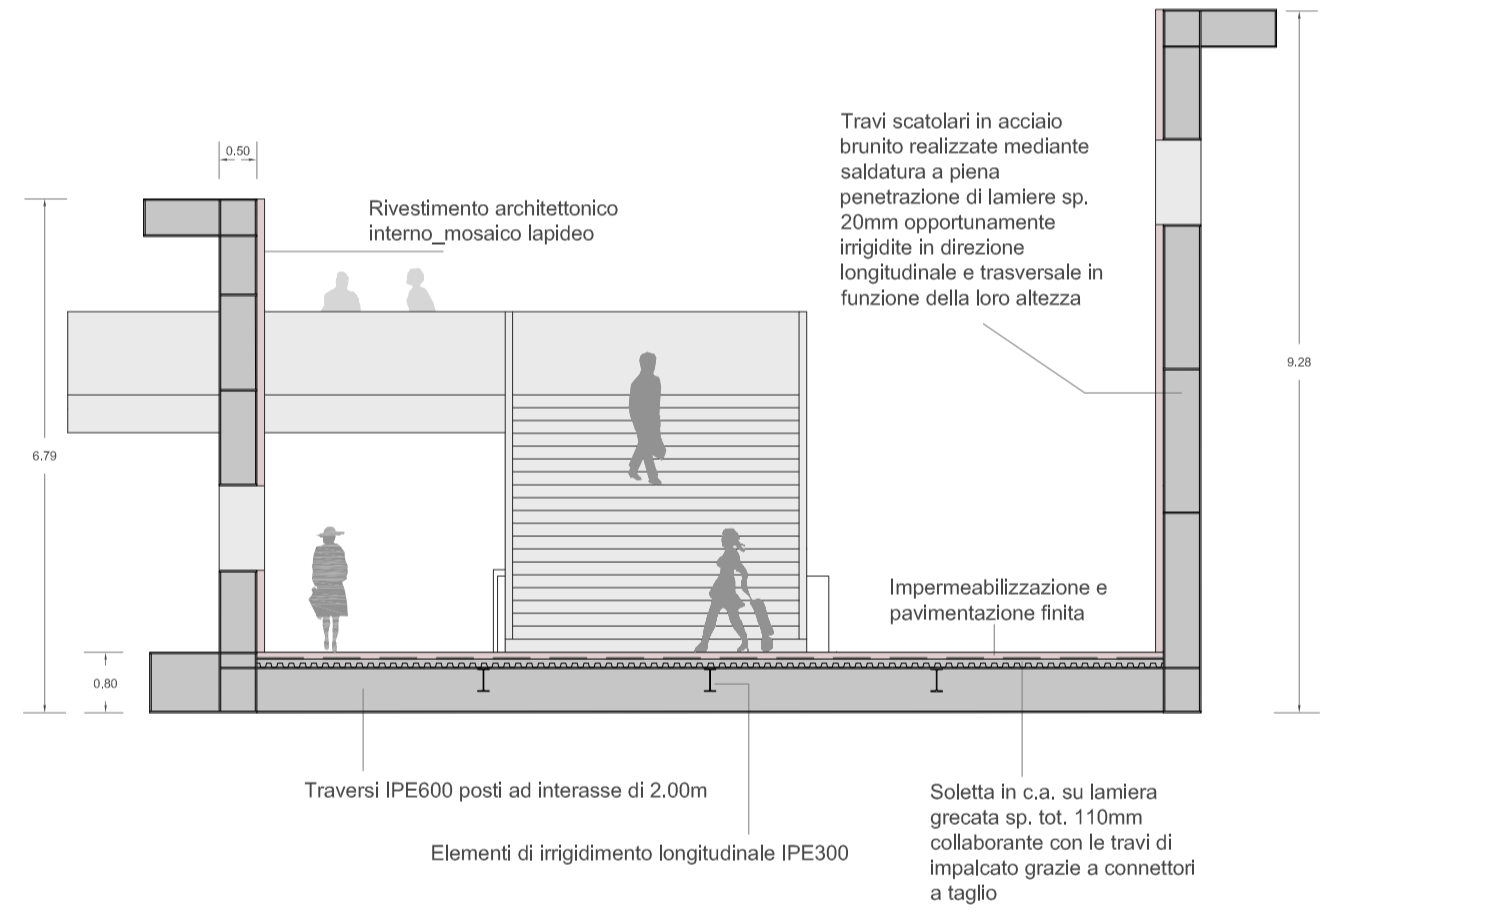 Travi scatolari in acciaio
brunito realizzate mediante
saldatura a piena
penetrazione di lamiere sp.
20mm opportunamente
irrigidite in direzione
longitudinale e trasversale in
funzione della loro altezza
0.50
Rivestimento architettonico
interno_mosaico lapideo
9.28
6.79
Impermeabilizzazione e
pavimentazione finita
0,80
Traversi IPE600 posti ad interasse di 2.00m
Elementi di irrigidimento longitudinale IPE300
Soletta in c.a. su lamiera
grecata sp. tot. 110mm
collaborante con le travi di
impalcato grazie a connettori
a taglio